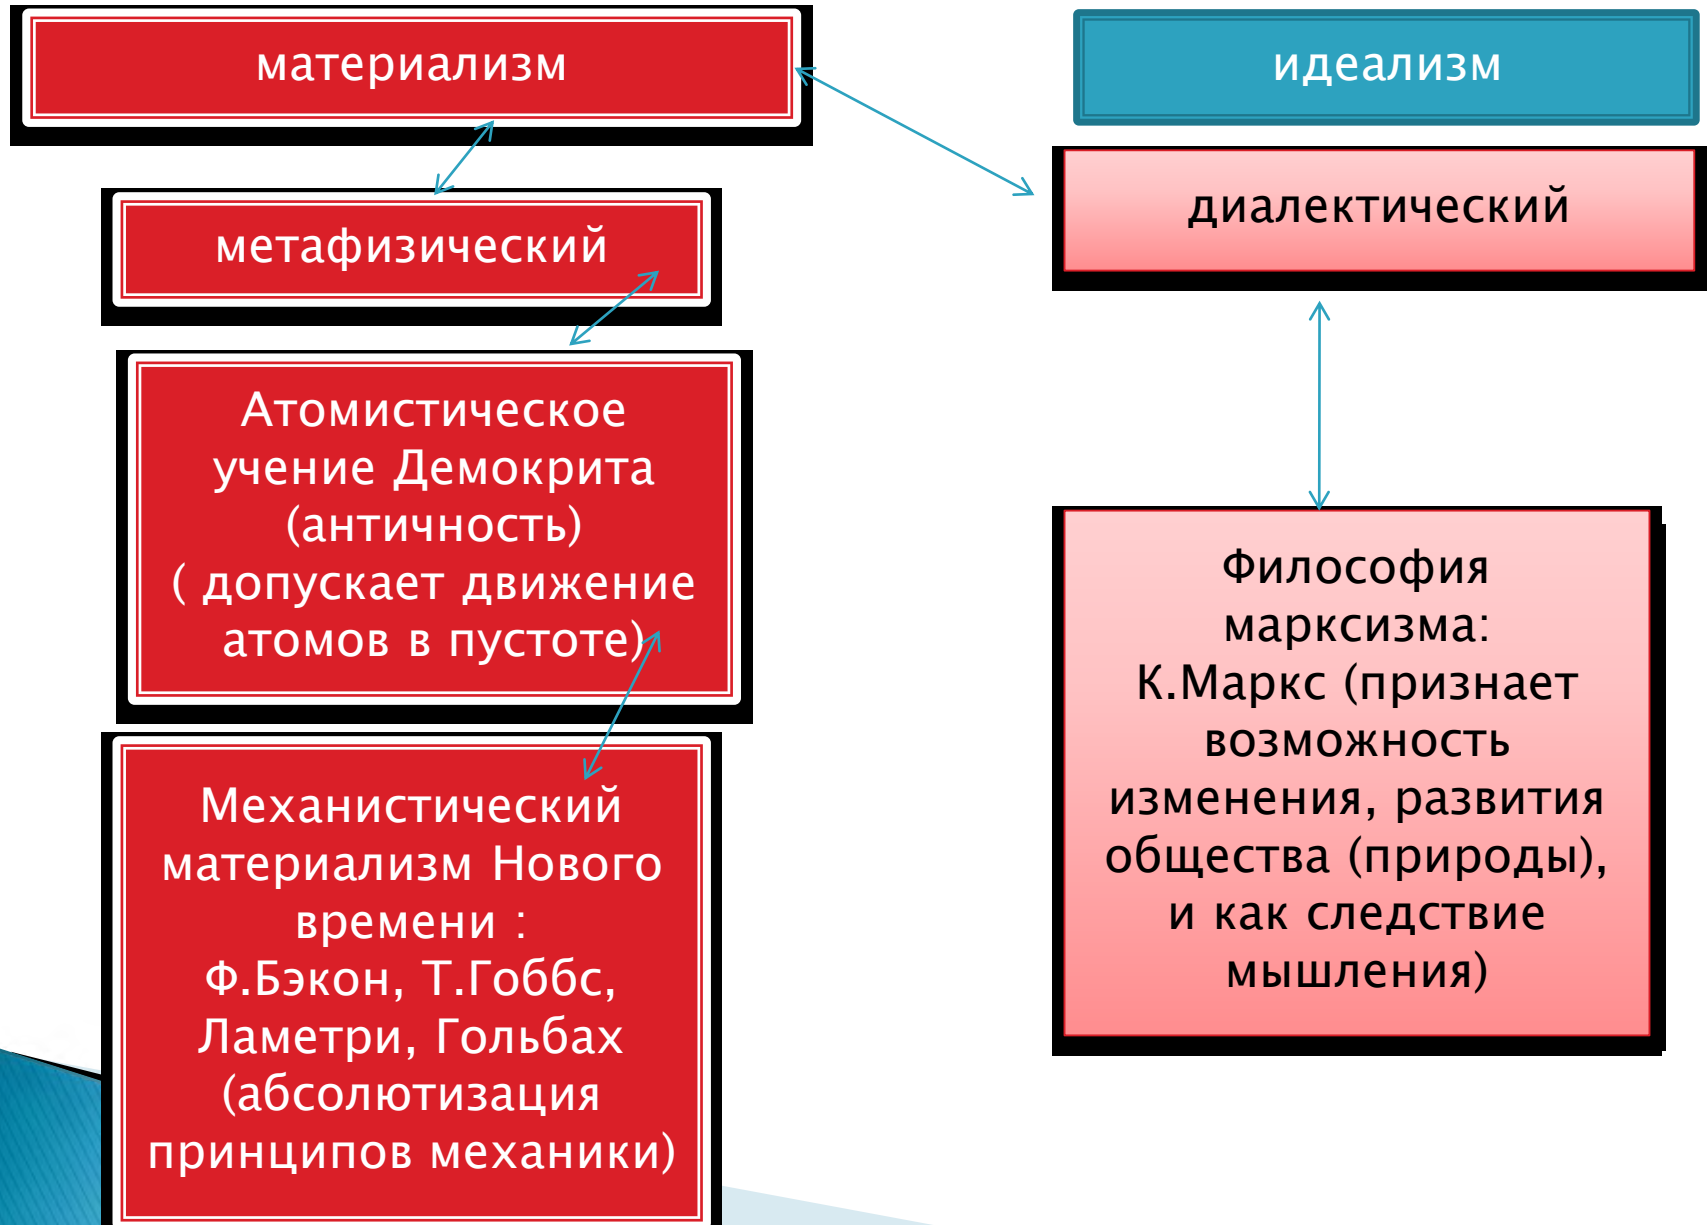 материализм
идеализм
метафизический
диалектический
Атомистическое
учение Демокрита
(античность)
( допускает движение
атомов в пустоте)
Механистический
материализм Нового
времени :
Ф.Бэкон, Т.Гоббс,
Ламетри, Гольбах
(абсолютизация
принципов механики)
Философия
марксизма:
К.Маркс (признает
возможность
изменения, развития
общества (природы),
и как следствие
мышления)